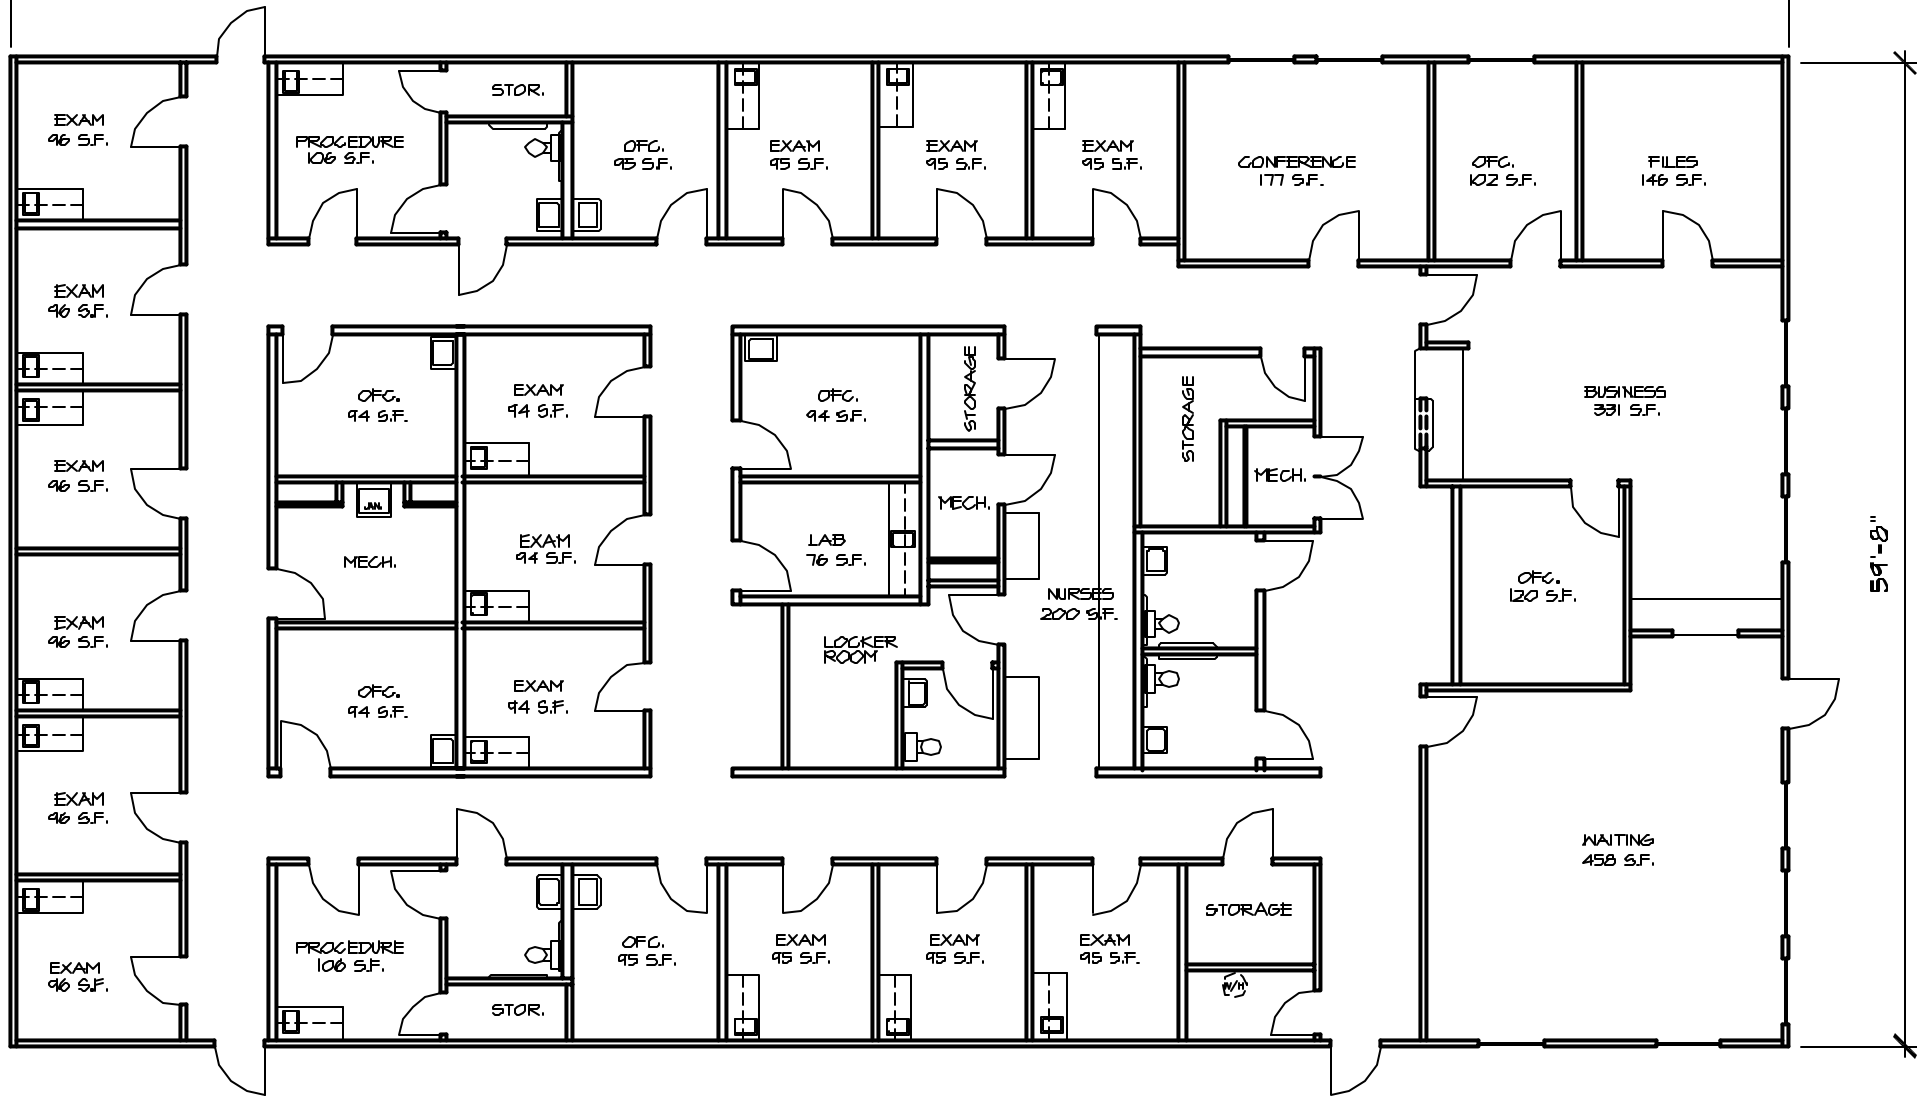 STOR.
EXAM
96 S.F.
PROCEDURE
106 S.F.
OFC.
95 S.F.
EXAM
95 S.F.
EXAM
95 S.F.
EXAM
95 S.F.
CONFERENCE
177 S.F.
OFC.
102 S.F.
FILES
146 S.F.
EXAM
96 S.F.
OFC.
94 S.F.
EXAM
94 S.F.
OFC.
94 S.F.
STORAGE
STORAGE
BUSINESS
331 S.F.
EXAM
96 S.F.
JAN.
MECH.
MECH.
EXAM
94 S.F.
LAB
76 S.F.
MECH.
59'-8"
OFC.
120 S.F.
NURSES
200 S.F.
EXAM
96 S.F.
LOCKER
ROOM
OFC.
94 S.F.
EXAM
94 S.F.
EXAM
96 S.F.
WAITING
458 S.F.
STORAGE
EXAM
96 S.F.
PROCEDURE
106 S.F.
OFC.
95 S.F.
EXAM
95 S.F.
EXAM
95 S.F.
EXAM
95 S.F.
W/H
STOR.